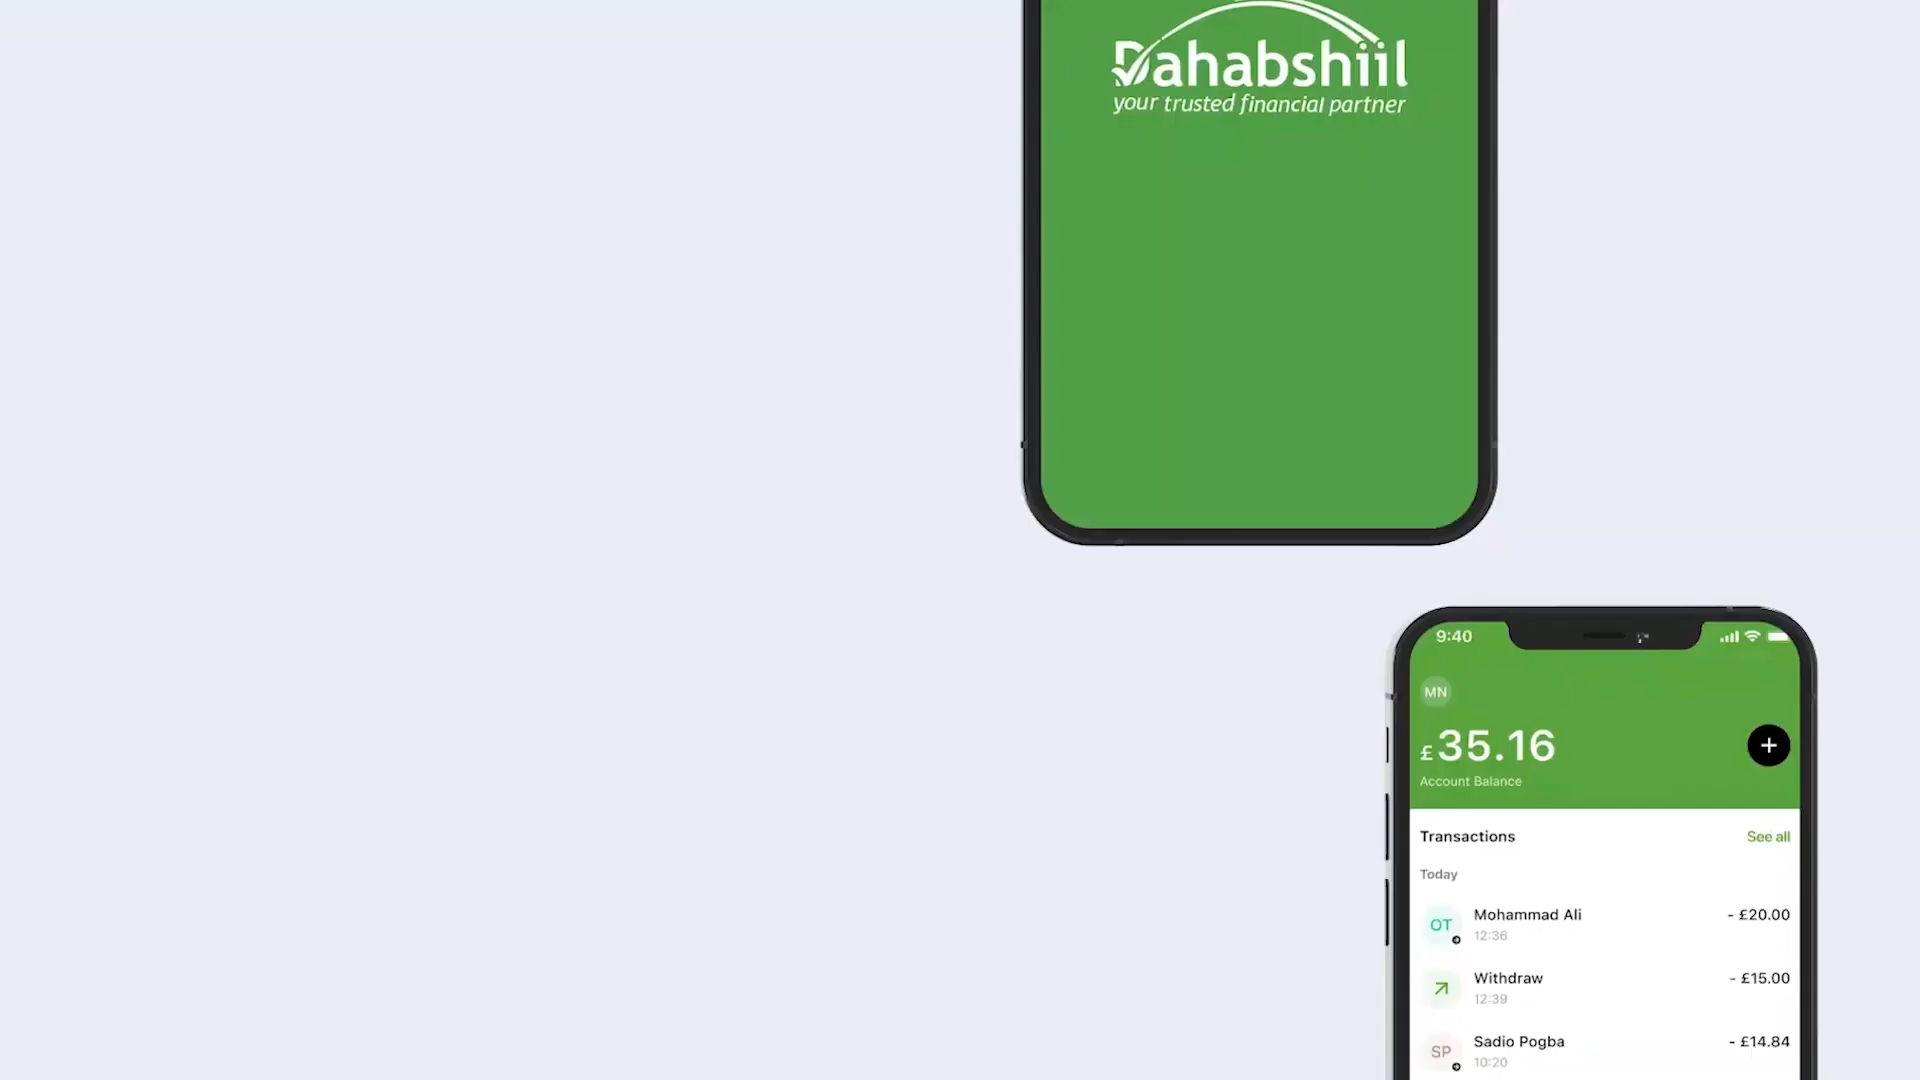 Dahabshiil
your trusted financial partner
9:40
MN
£35.16
Account Balance
Transactions
See all
Today
OT
Mohammad Ali
- £20.00
12:36
Withdraw
- £15.00
12:39
SP
Sadio Pogba
- £14.84
10:20